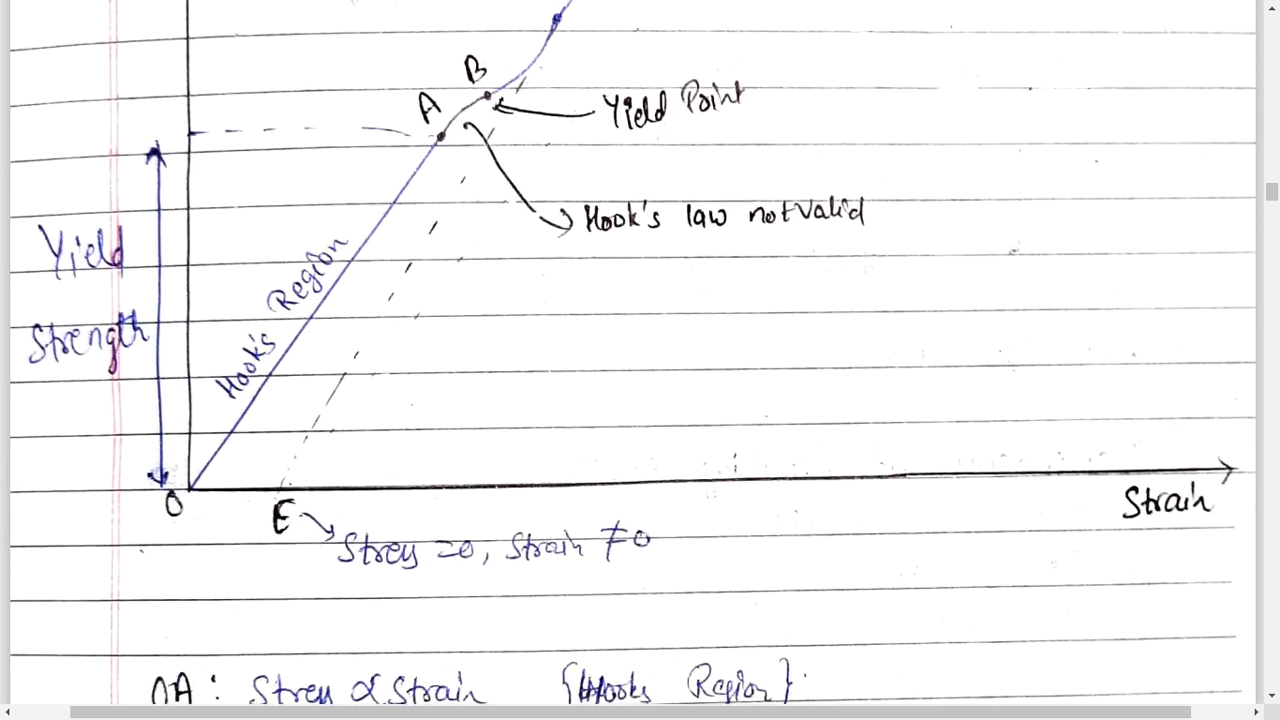 B
A
Yield Point
Hook's law not valid
Yield
Strength
Hook's Region
O
E
Strain
Stress =0, Strain ≠0
OA: Stress ∝ Strain {Hooks Region}.